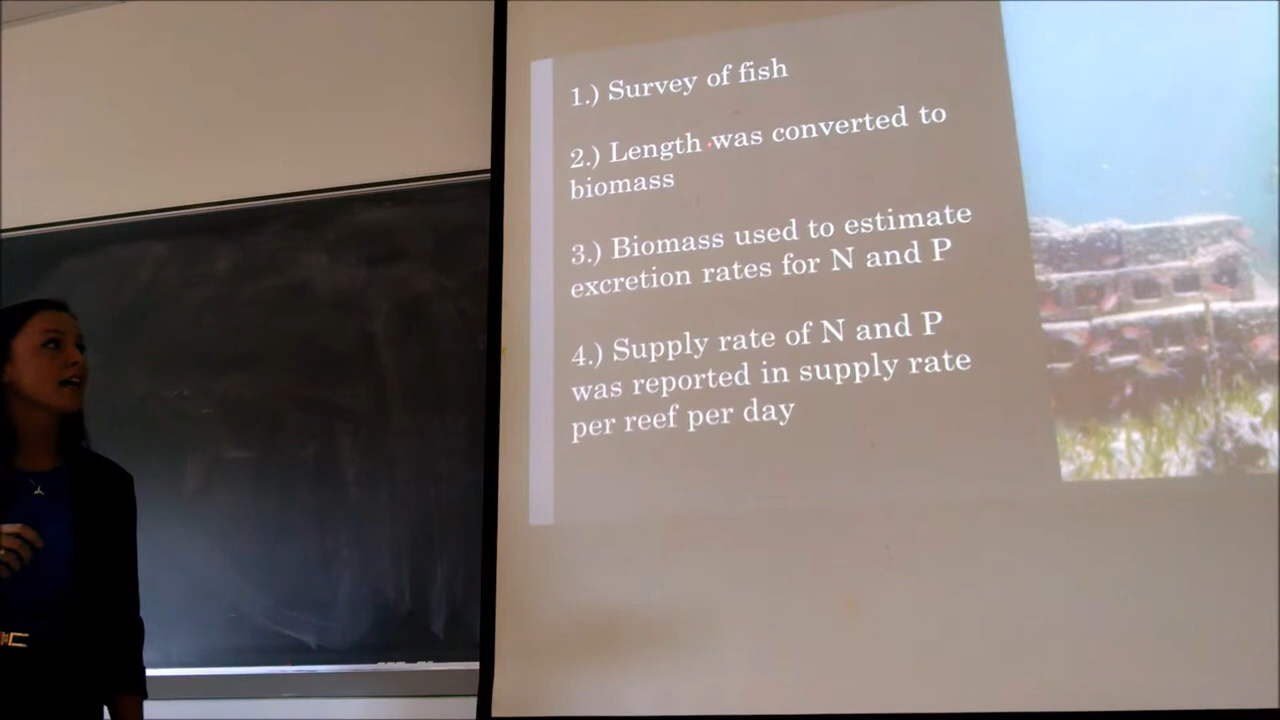 1.) Survey of fish
2.) Length was converted to
biomass
3.) Biomass used to estimate
excretion rates for N and P
4.) Supply rate of N and P
was reported in supply rate
per reef per day